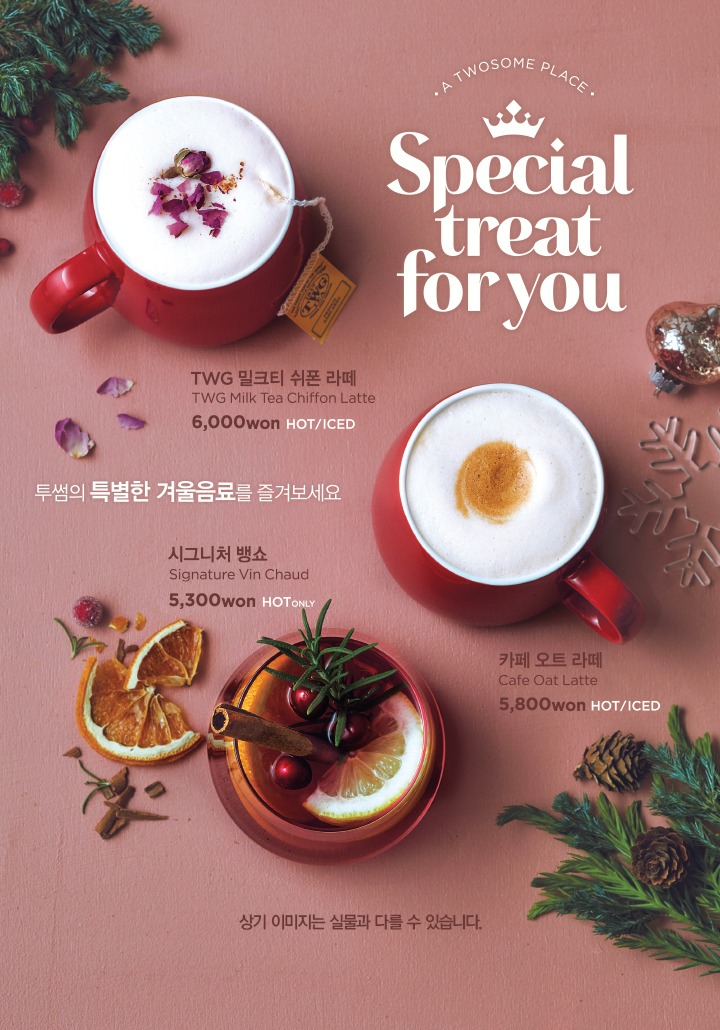 • A TWOSOME PLACE •
Special
treat
for you
TWG
TWG 밀크티 쉬폰 라떼
TWG Milk Tea Chiffon Latte
6,000won HOT/ICED
투썸의 특별한 겨울음료를 즐겨보세요
시그니처 뱅쇼
Signature Vin Chaud
5,300won HOT ONLY
카페 오트 라떼
Cafe Oat Latte
5,800won HOT/ICED
상기 이미지는 실물과 다를 수 있습니다.